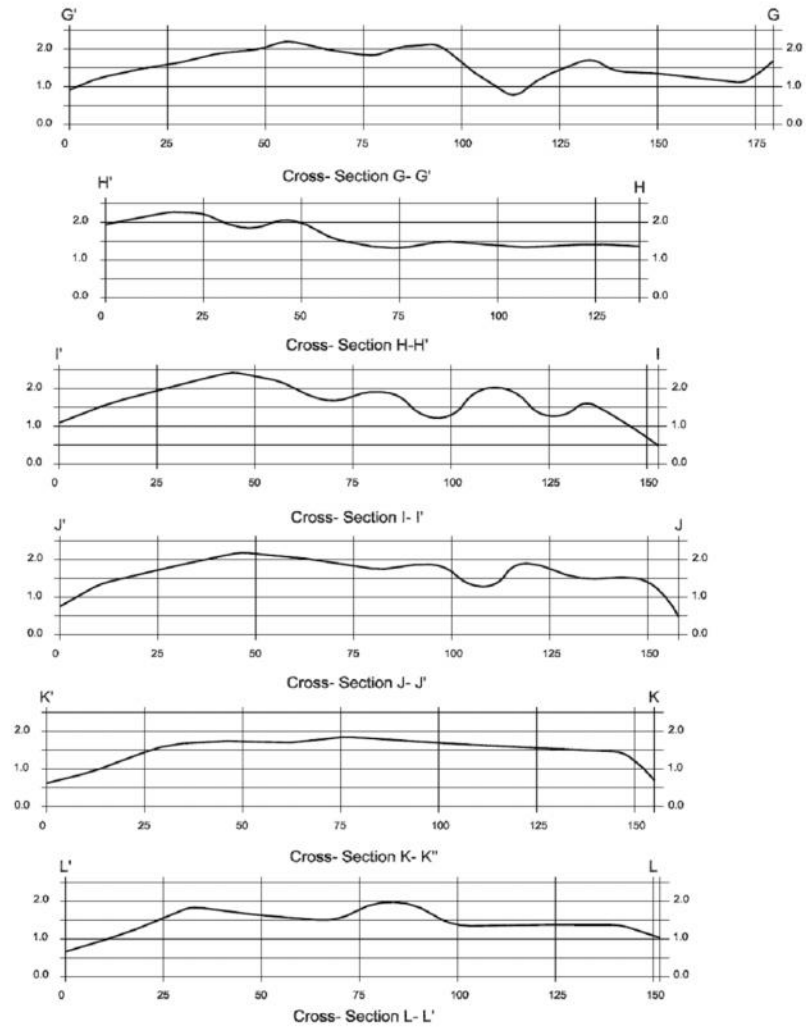 G' G
2.0 2.0
1.0 1.0
0.0 0.0
0 25 50 75 100 125 150 175
Cross- Section G- G'
H' H
2.0 2.0
1.0 1.0
0.0 0.0
0 25 50 75 100 125
Cross- Section H-H'
I' I
2.0 2.0
1.0 1.0
0.0 0.0
0 25 50 75 100 125 150
Cross- Section I- I'
J' J
2.0 2.0
1.0 1.0
0.0 0.0
0 25 50 75 100 125 150
Cross- Section J- J'
K' K
2.0 2.0
1.0 1.0
0.0 0.0
0 25 50 75 100 125 150
Cross- Section K- K"
L' L
2.0 2.0
1.0 1.0
0.0 0.0
0 25 50 75 100 125 150
Cross- Section L- L'